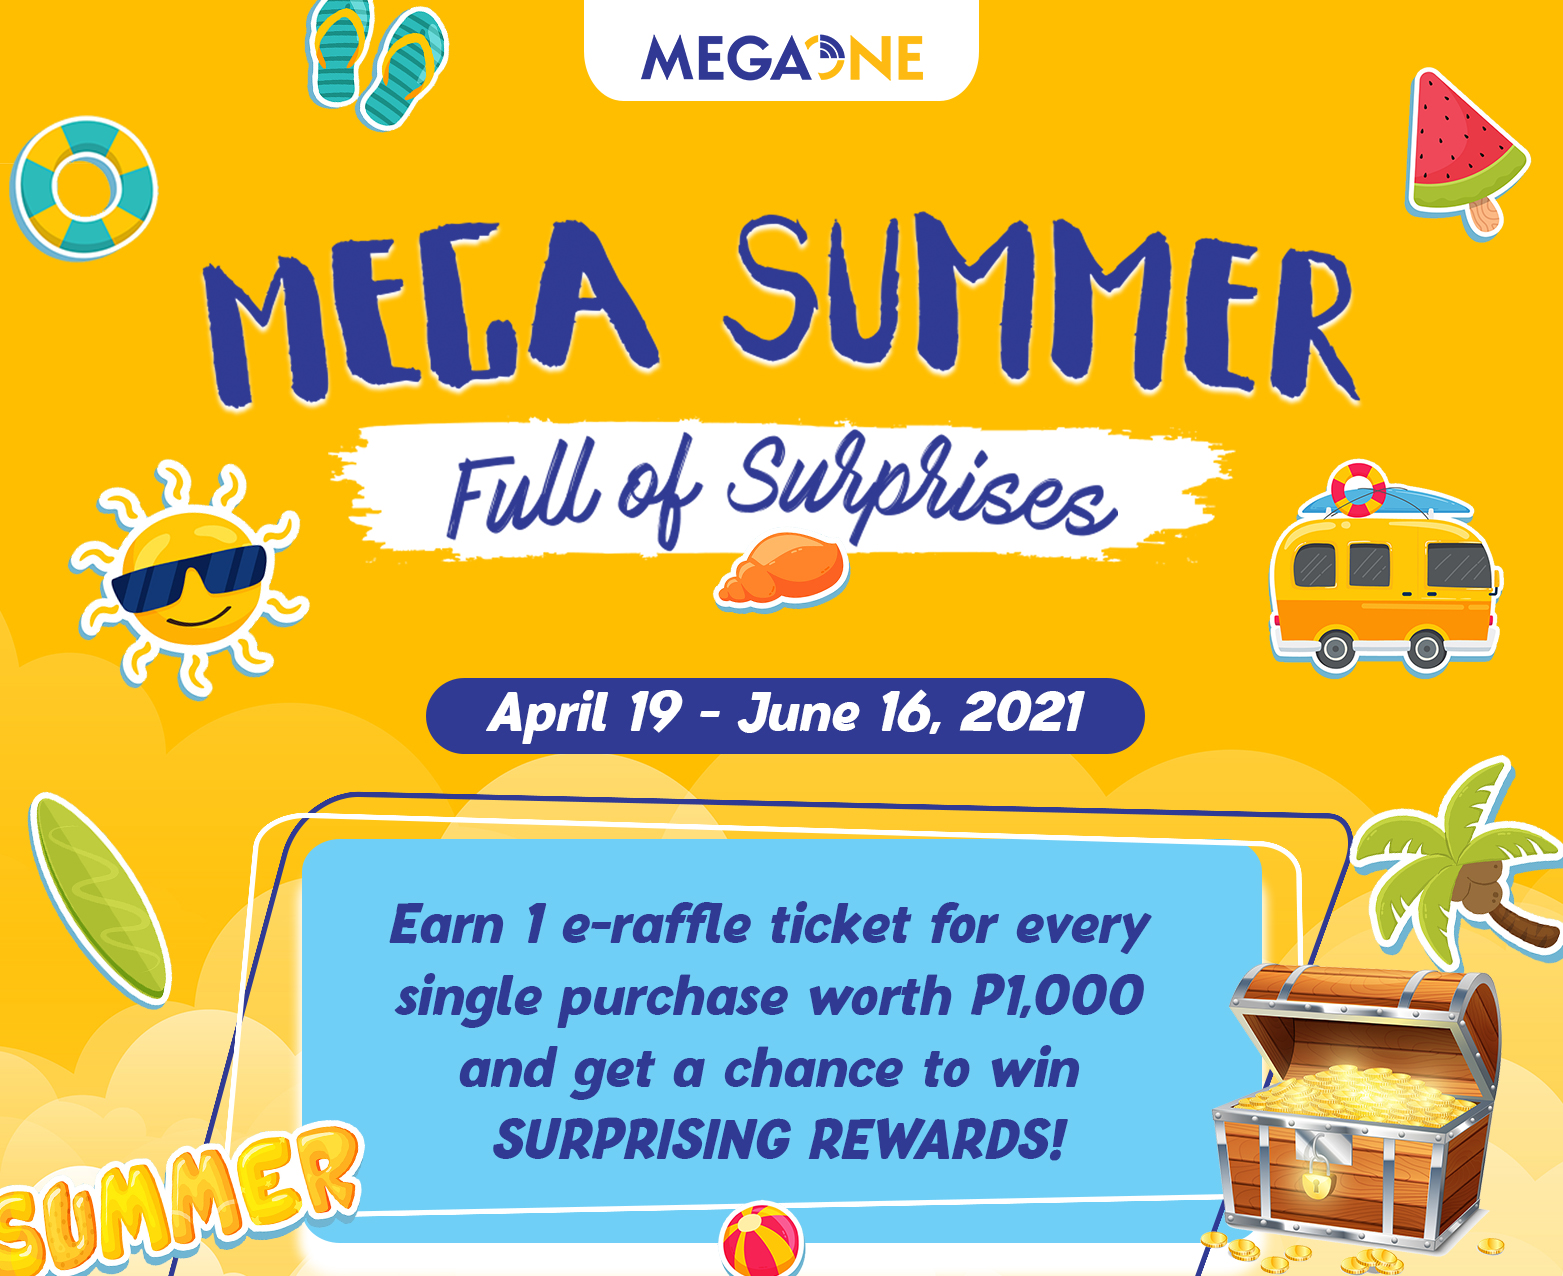 MEGAONE
MEGA SUMMER
Full of Surprises
April 19 - June 16, 2021
Earn 1 e-raffle ticket for every
single purchase worth P1,000
and get a chance to win
SURPRISING REWARDS!
SUMMER